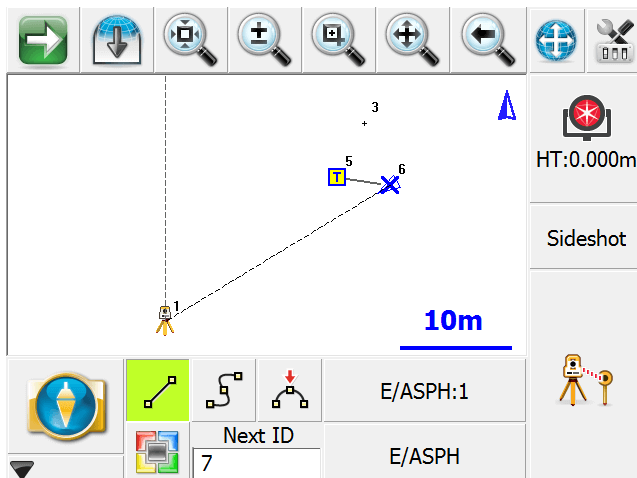 3
HT:0.000m
5
T
6
Sideshot
1
10m
E/ASPH:1
Next ID
7
E/ASPH